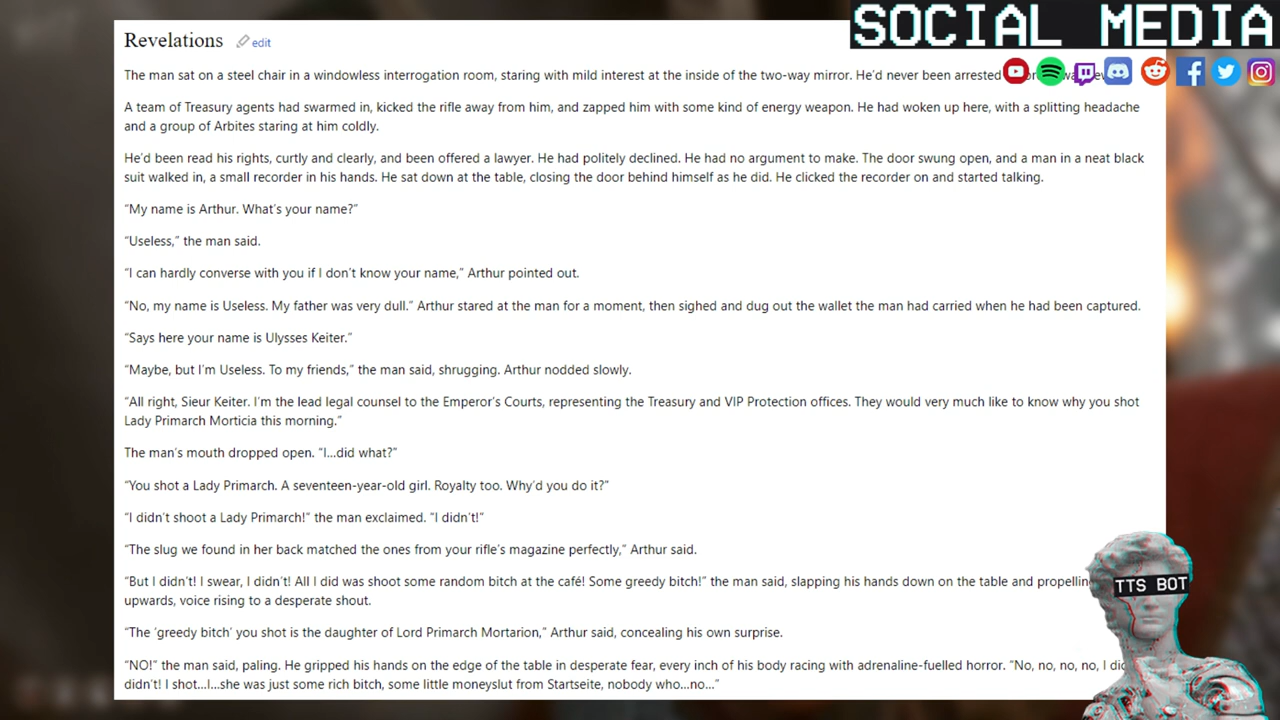 SOCIAL MEDIA
Revelations
edit
The man sat on a steel chair in a windowless interrogation room, staring with mild interest at the inside of the two-way mirror. He’d never been arrested
A team of Treasury agents had swarmed in, kicked the rifle away from him, and zapped him with some kind of energy weapon. He had woken up here, with a splitting headache
and a group of Arbites staring at him coldly.
He’d been read his rights, curtly and clearly, and been offered a lawyer. He had politely declined. He had no argument to make. The door swung open, and a man in a neat black
suit walked in, a small recorder in his hands. He sat down at the table, closing the door behind himself as he did. He clicked the recorder on and started talking.
“My name is Arthur. What’s your name?”
“Useless,” the man said.
“I can hardly converse with you if I don’t know your name,” Arthur pointed out.
“No, my name is Useless. My father was very dull.” Arthur stared at the man for a moment, then sighed and dug out the wallet the man had carried when he had been captured.
“Says here your name is Ulysses Keiter.”
“Maybe, but I’m Useless. To my friends,” the man said, shrugging. Arthur nodded slowly.
“All right, Sieur Keiter. I’m the lead legal counsel to the Emperor’s Courts, representing the Treasury and VIP Protection offices. They would very much like to know why you shot
Lady Primarch Morticia this morning.”
The man’s mouth dropped open. “I...did what?”
“You shot a Lady Primarch. A seventeen-year-old girl. Royalty too. Why’d you do it?”
“I didn’t shoot a Lady Primarch!” the man exclaimed. “I didn’t!”
“The slug we found in her back matched the ones from your rifle’s magazine perfectly,” Arthur said.
“But I didn’t! I swear, I didn’t! All I did was shoot some random bitch at the café! Some greedy bitch!” the man said, slapping his hands down on the table and
upwards, voice rising to a desperate shout.
“The ‘greedy bitch’ you shot is the daughter of Lord Primarch Mortarion,” Arthur said, concealing his own surprise.
“NO!” the man said, paling. He gripped his hands on the edge of the table in desperate fear, every inch of his body racing with adrenaline-fuelled horror. “No, no, no, no, I
didn’t! I shot...I...she was just some rich bitch, some little moneyslut from Startseite, nobody who...no...”
TTS BOT